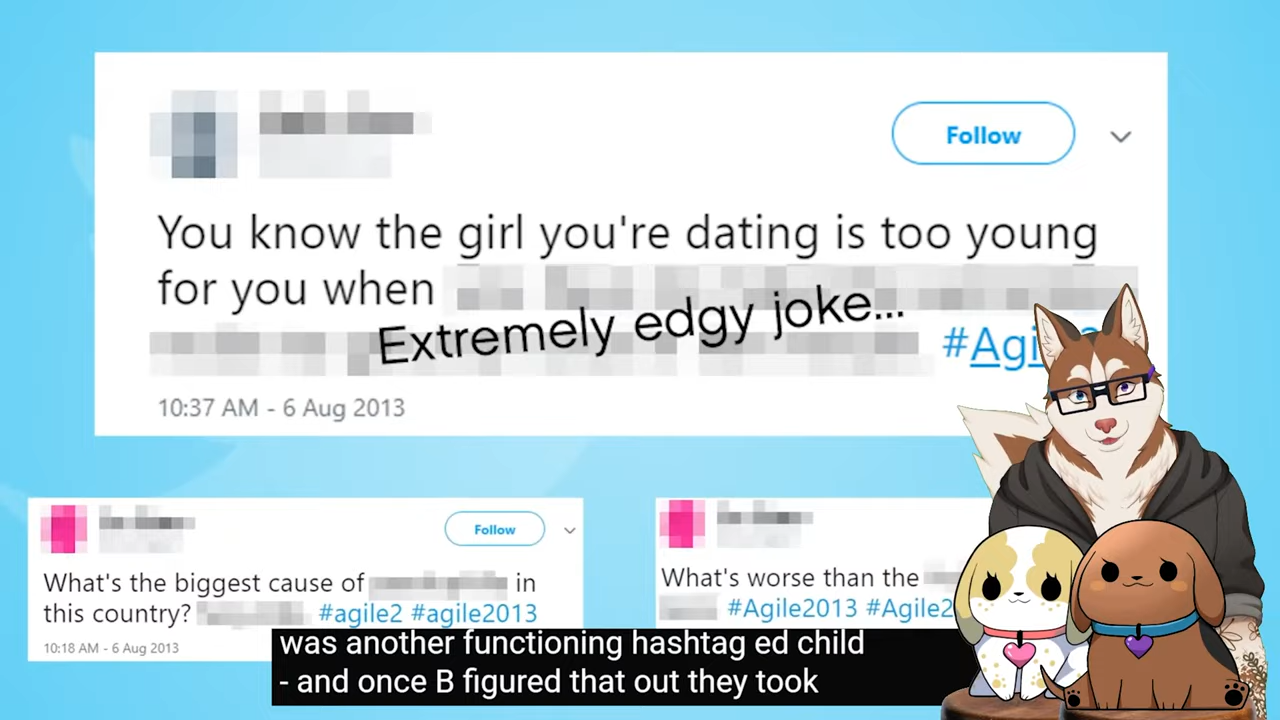 Follow
You know the girl you're dating is too young
for you when
Extremely edgy joke...
#Agi
10:37 AM - 6 Aug 2013
Follow
What's the biggest cause of in
this country? #agile2 #agile2013
10:18 AM - 6 Aug 2013
What's worse than the
#Agile2013 #Agile2
was another functioning hashtag ed child
- and once B figured that out they took